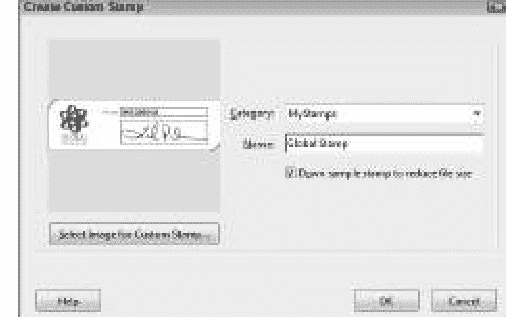 Create Custom Stamp
Category: MyStamps
Name: Global Stamp
Down sample stamp to reduce file size
Select Image for Custom Stamp...
Help
OK
Cancel